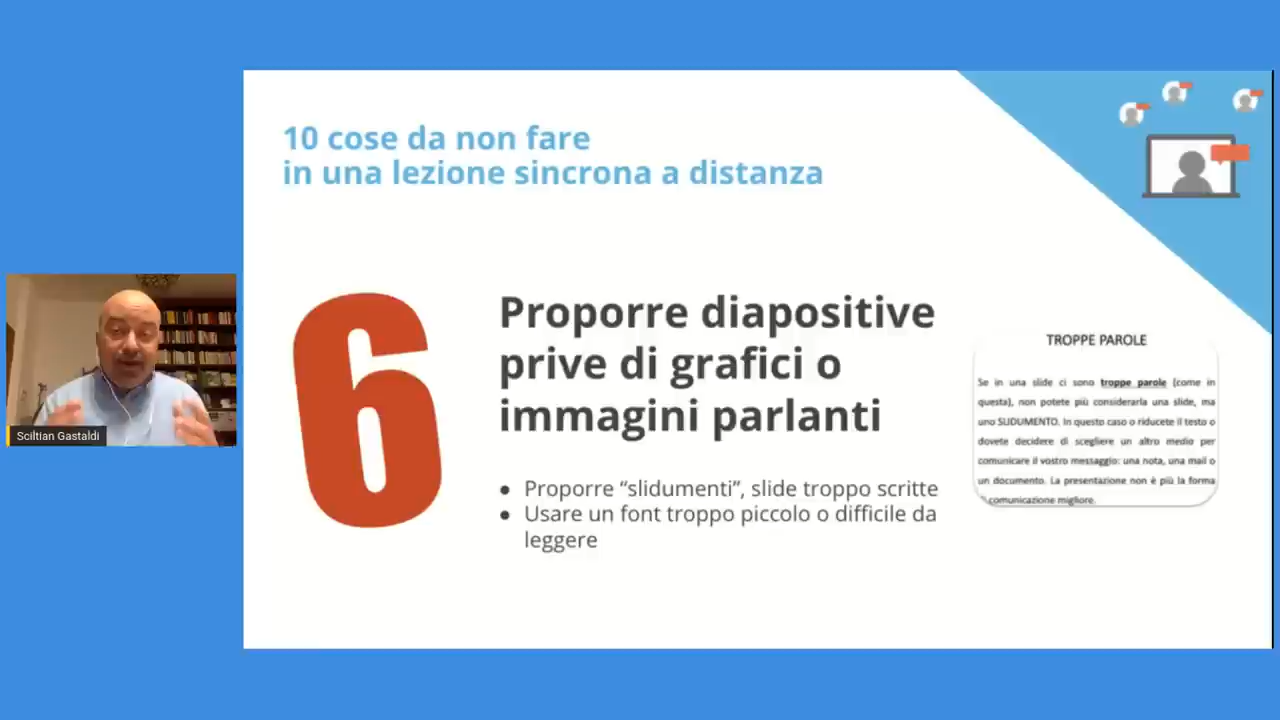 10 cose da non fare
in una lezione sincrona a distanza
6
Proporre diapositive
prive di grafici o
immagini parlanti
● Proporre “slidumenti”, slide troppo scritte
● Usare un font troppo piccolo o difficile da
leggere
TROPPE PAROLE
Se in una slide ci sono troppe parole (come in
questa), non potete più considerarla una slide, ma
uno SLIDUMENTO. In questo caso o riducete il testo o
dovete decidere di scegliere un altro medio per
comunicare il vostro messaggio: una nota, una mail o
un documento. La presentazione non è più la forma
di comunicazione migliore.
Sciltian Gastaldi